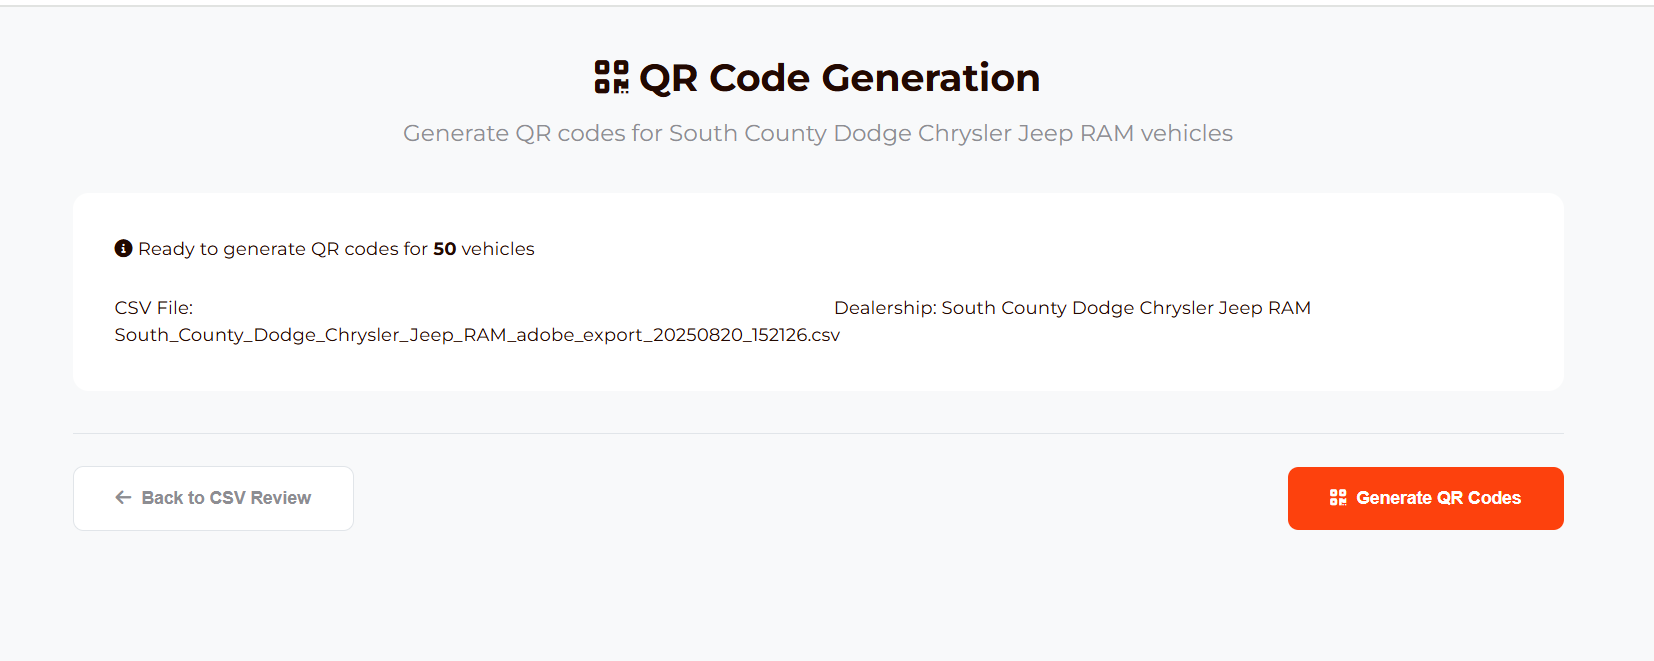 QR Code Generation
Generate QR codes for South County Dodge Chrysler Jeep RAM vehicles
Ready to generate QR codes for 50 vehicles
CSV File:
South_County_Dodge_Chrysler_Jeep_RAM_adobe_export_20250820_152126.csv
Dealership: South County Dodge Chrysler Jeep RAM
Back to CSV Review
Generate QR Codes